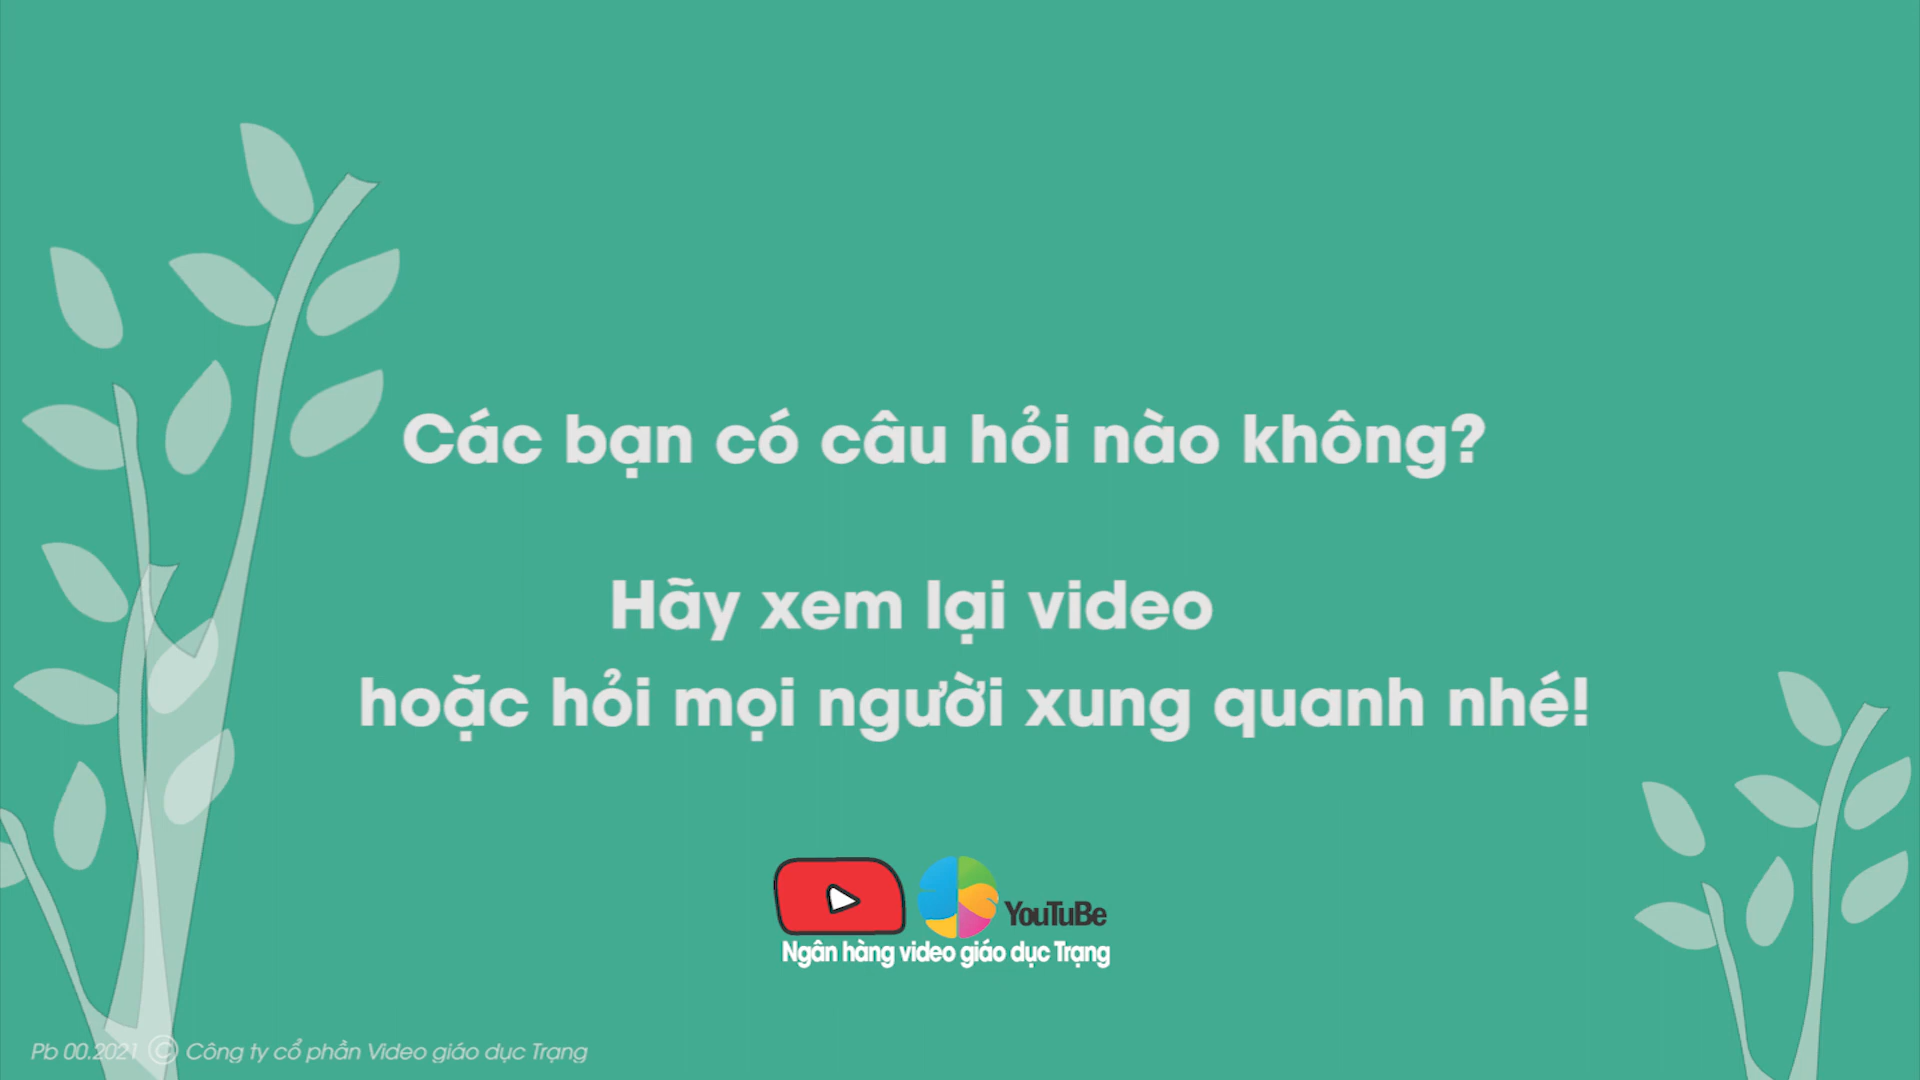 Các bạn có câu hỏi nào không?
Hãy xem lại video
hoặc hỏi mọi người xung quanh nhé!
YouTuBe
Ngân hàng video giáo dục Trạng
Pb 00.2021 © Công ty cổ phần Video giáo dục Trạng